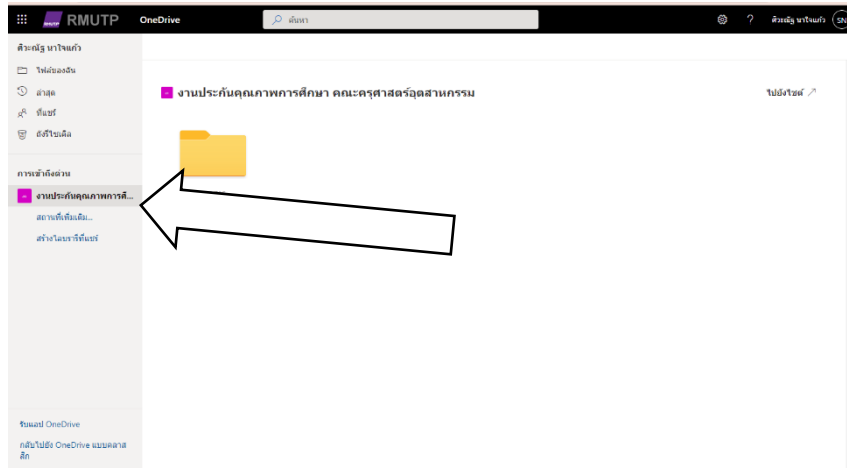 RMUTP
OneDrive
ค้นหา
?
ศิวะณัฐ นาใจแก้ว
SN
ศิวะณัฐ นาใจแก้ว
ไฟล์ของฉัน
ล่าสุด
ที่แชร์
ถังรีไซเคิล
งานประกันคุณภาพการศึกษา คณะครุศาสตร์อุตสาหกรรม
ไปยังไซต์
การเข้าถึงด่วน
งานประกันคุณภาพการศึ...
สถานที่เพิ่มเติม...
สร้างไลบรารีที่แชร์
รับแอป OneDrive
กลับไปยัง OneDrive แบบคลาส
สิก